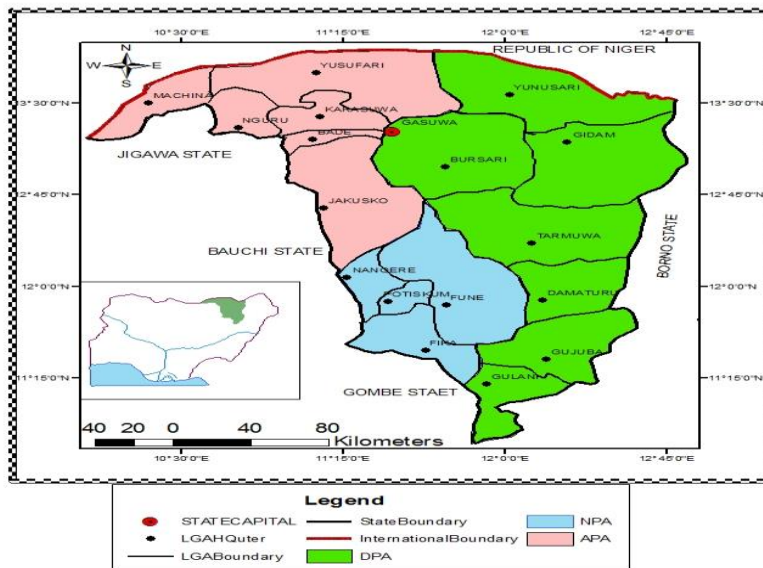 10°30'0"E 11°15'0"E 12°0'0"E 12°45'0"E
REPUBLIC OF NIGER
N
W E
S
YUSUFARI
YUNUSARI
MACHINA
13°30'0"N 13°30'0"N
KARASUWA
NGURU
GASUWA
BADE
GIDAM
JIGAWA STATE
BURSARI
12°45'0"N 12°45'0"N
JAKUSKO
TARMUWA
BORNO STATE
BAUCHI STATE
NANGERE
12°0'0"N 12°0'0"N
POTISKUM
FUNE
DAMATURU
FIKA
GUJUBA
11°15'0"N 11°15'0"N
GULANI
GOMBE STAET
40 20 0 40 80
Kilometers
10°30'0"E 11°15'0"E 12°0'0"E 12°45'0"E
Legend
STATECAPITAL
LGAHQuter
LGABoundary
StateBoundary
InternationalBoundary
DPA
NPA
APA